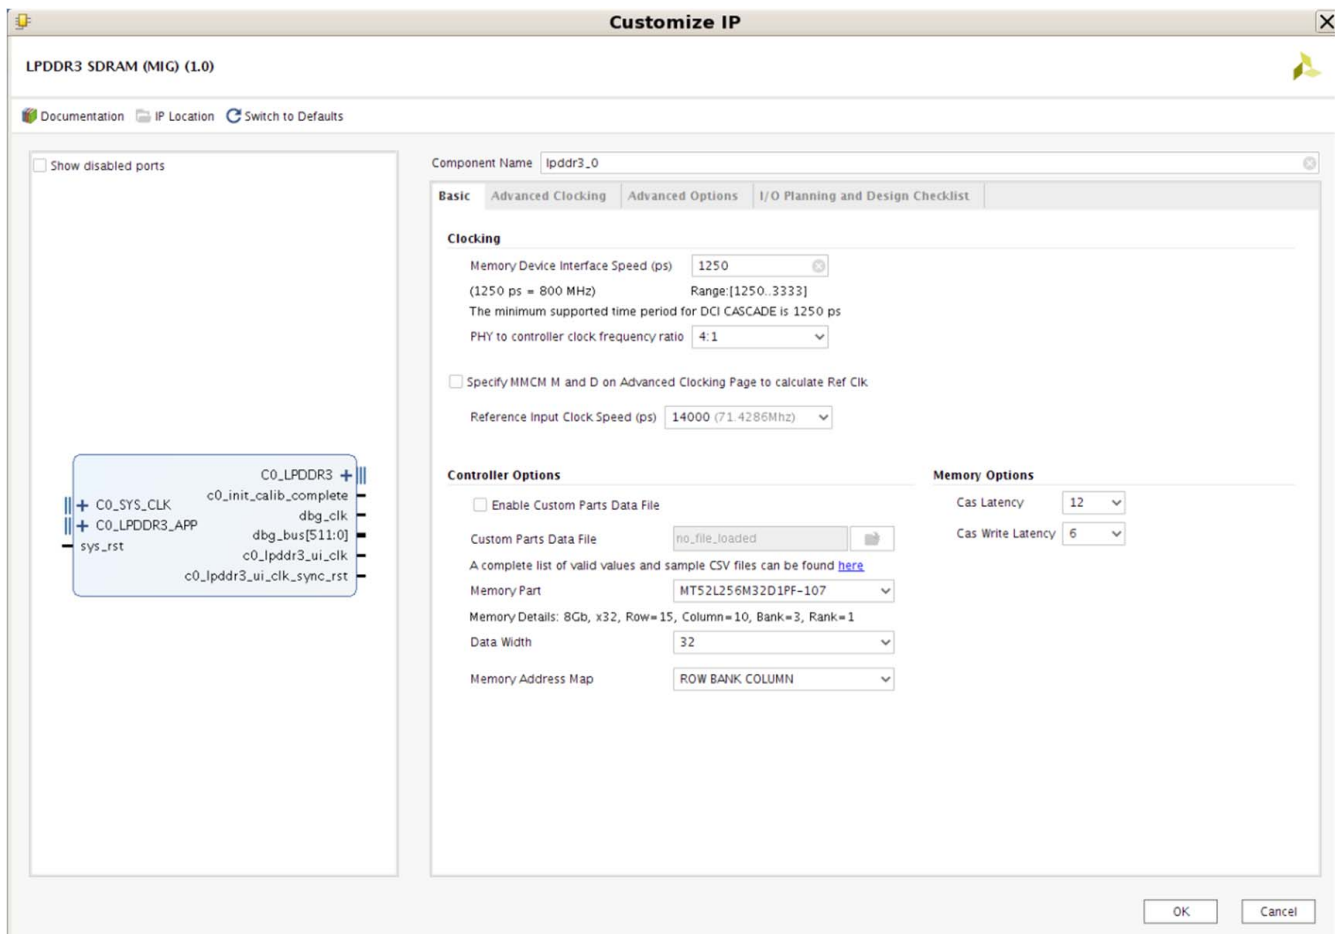 Customize IP
LPDDR3 SDRAM (MIG) (1.0)
Documentation IP Location Switch to Defaults
Show disabled ports
C0_SYS_CLK
C0_LPDDR3_APP
sys_rst
C0_LPDDR3
c0_init_calib_complete
dbg_clk
dbg_bus[511:0]
c0_lpddr3_ui_clk
c0_lpddr3_ui_clk_sync_rst
Component Name lpddr3_0
Basic Advanced Clocking Advanced Options I/O Planning and Design Checklist
Clocking
Memory Device Interface Speed (ps) 1250
(1250 ps = 800 MHz) Range:[1250..3333]
The minimum supported time period for DCI CASCADE is 1250 ps
PHY to controller clock frequency ratio 4:1
Specify MMCM M and D on Advanced Clocking Page to calculate Ref Clk
Reference Input Clock Speed (ps) 14000 (71.4286Mhz)
Controller Options
Enable Custom Parts Data File
Custom Parts Data File no_file_loaded
A complete list of valid values and sample CSV files can be found here
Memory Part MT52L256M32D1PF-107
Memory Details: 8Gb, x32, Row=15, Column=10, Bank=3, Rank=1
Data Width 32
Memory Address Map ROW BANK COLUMN
Memory Options
Cas Latency 12
Cas Write Latency 6
OK Cancel